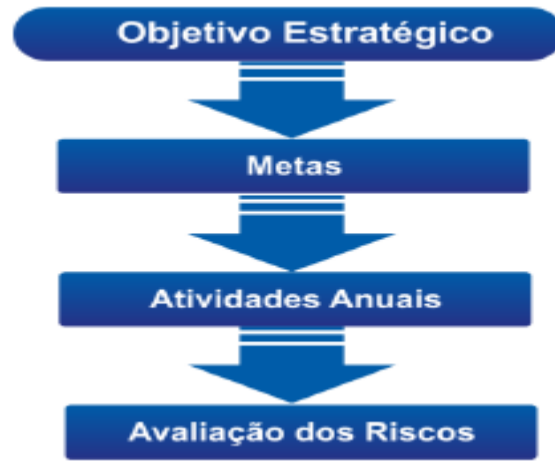 Objetivo Estratégico
Metas
Atividades Anuais
Avaliação dos Riscos